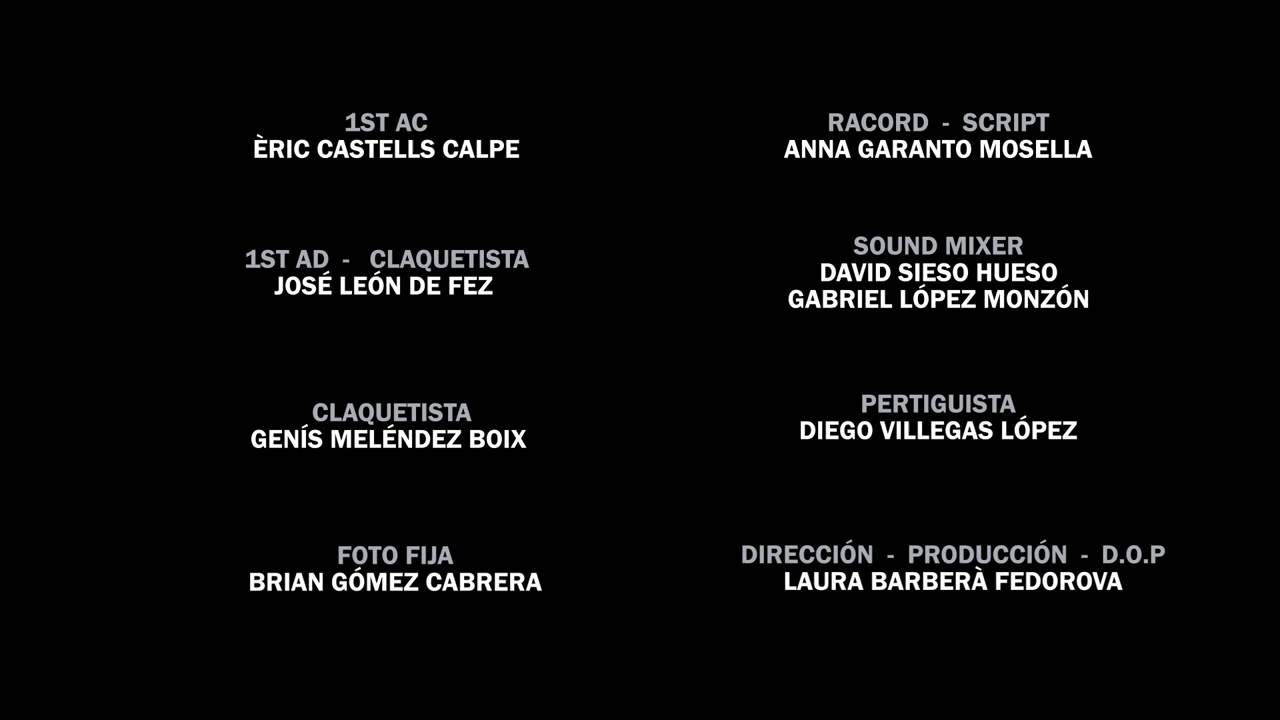 1ST AC
ÈRIC CASTELLS CALPE
1ST AD - CLAQUETISTA
JOSÉ LEÓN DE FEZ
CLAQUETISTA
GENÍS MELÉNDEZ BOIX
FOTO FIJA
BRIAN GÓMEZ CABRERA
RACORD - SCRIPT
ANNA GARANTO MOSELLA
SOUND MIXER
DAVID SIESO HUESO
GABRIEL LÓPEZ MONZÓN
PERTIGUISTA
DIEGO VILLEGAS LÓPEZ
DIRECCIÓN - PRODUCCIÓN - D.O.P
LAURA BARBERÀ FEDOROVA